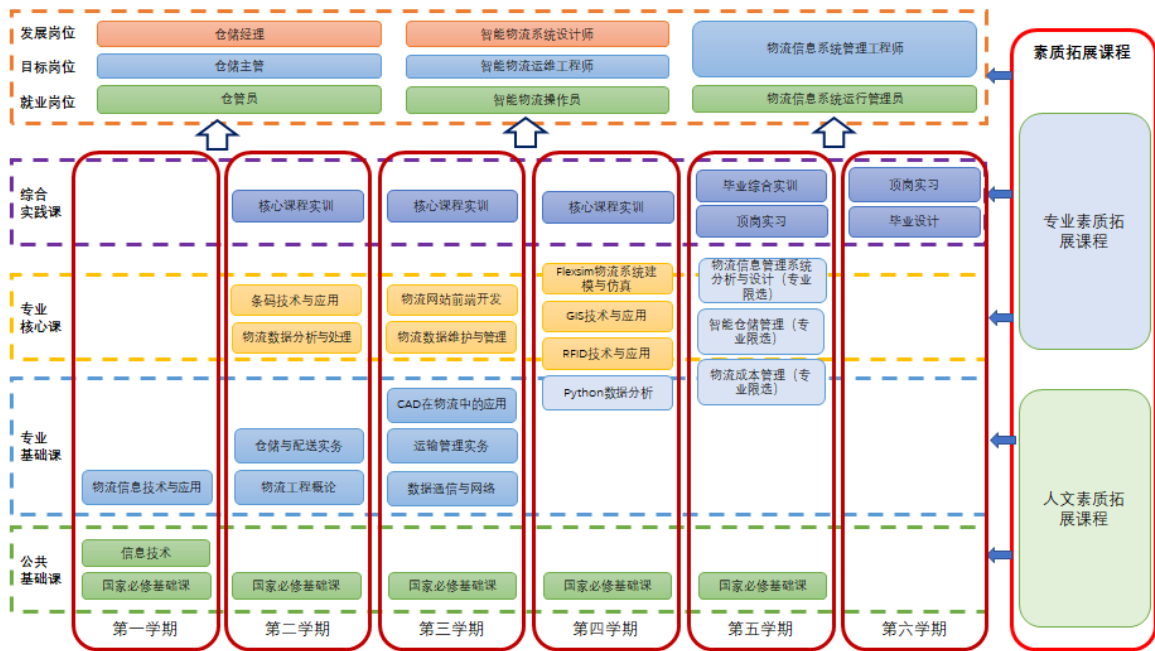 发展岗位
仓储经理
智能物流系统设计师
物流信息系统管理工程师
目标岗位
仓储主管
智能物流运维工程师
就业岗位
仓管员
智能物流操作员
物流信息系统运行管理员
素质拓展课程
专业素质拓
展课程
人文素质拓
展课程
综合
实践课
核心课程实训
核心课程实训
核心课程实训
毕业综合实训
顶岗实习
顶岗实习
毕业设计
专业
核心课
条码技术与应用
物流数据分析与处理
物流网站前端开发
物流数据维护与管理
Flexsim物流系统建
模与仿真
GIS技术与应用
RFID技术与应用
Python数据分析
物流信息管理系统
分析与设计（专业
限选）
智能仓储管理（专
业限选）
物流成本管理（专
业限选）
专业
基础课
物流信息技术与应用
仓储与配送实务
物流工程概论
CAD在物流中的应用
运输管理实务
数据通信与网络
公共
基础课
信息技术
国家必修基础课
国家必修基础课
国家必修基础课
国家必修基础课
国家必修基础课
第一学期
第二学期
第三学期
第四学期
第五学期
第六学期